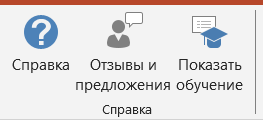 ?
Справка
Отзывы и
предложения
Показать
обучение
Справка